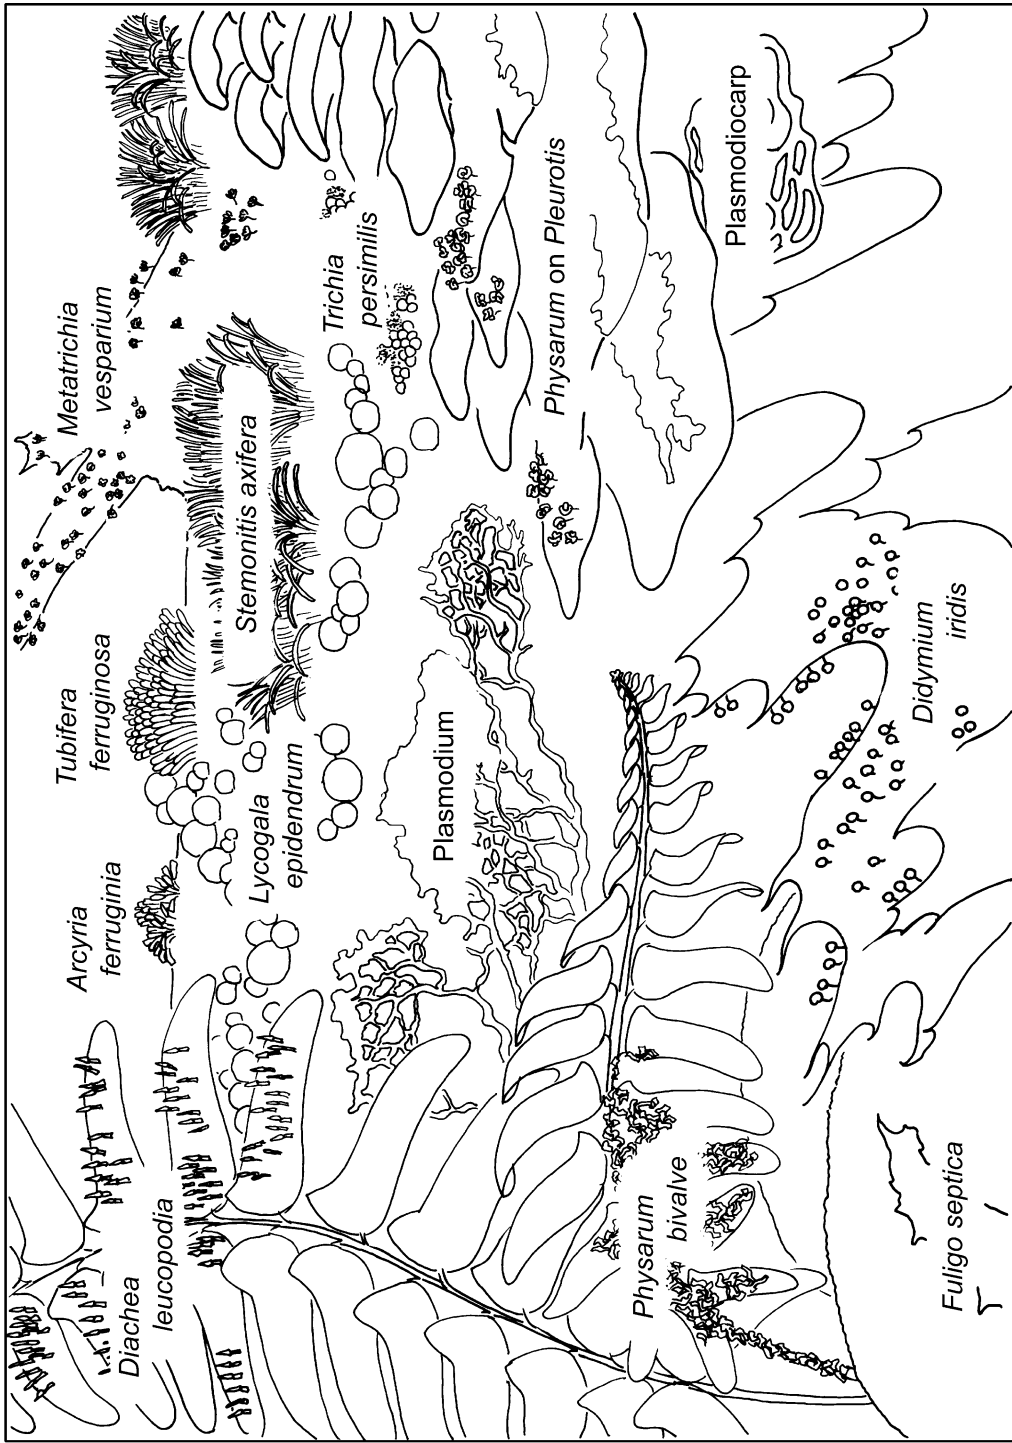 Diachea
leucopodia
Arcyria
ferruginia
Tubifera
ferruginosa
Metatrichia
vesparium
Lycogala
epidendrum
Stemonitis axifera
Trichia
persimilis
Plasmodium
Physarum on Pleurotis
Physarum
bivalve
Plasmodiocarp
Didymium
iridis
Fuligo septica